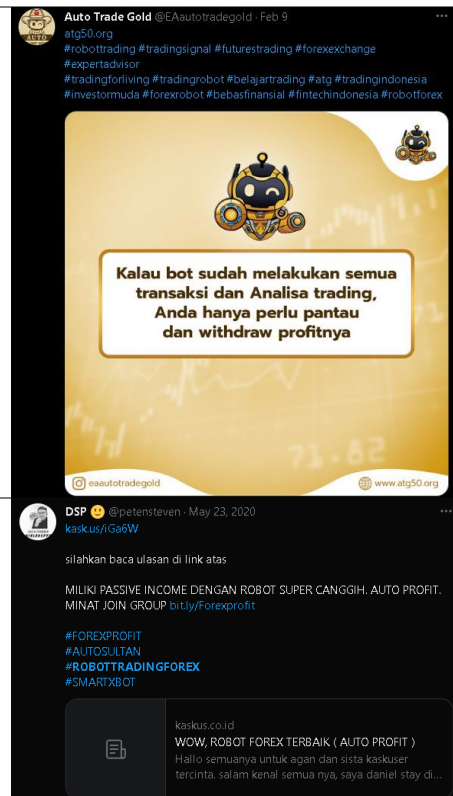 Auto Trade Gold @EAautotradegold · Feb 9
atg50.org
#robottrading #tradingsignal #futurestrading #forexexchange
#expertadvisor
#tradingforliving #tradingrobot #belajartrading #atg #tradingindonesia
#investormuda #forexrobot #bebasfinansial #fintechindonesia #robotforex
AUTO
Kalau bot sudah melakukan semua
transaksi dan Analisa trading,
Anda hanya perlu pantau
dan withdraw profitnya
71.82
eaautotradegold
www.atg50.org
DSP 🙂 @petensteven · May 23, 2020
kask.us/iGa6W
silahkan baca ulasan di link atas
MILIKI PASSIVE INCOME DENGAN ROBOT SUPER CANGGIH. AUTO PROFIT.
MINAT JOIN GROUP bit.ly/Forexprofit
#FOREXPROFIT
#AUTOSULTAN
#ROBOTTRADINGFOREX
#SMARTXBOT
kaskus.co.id
WOW, ROBOT FOREX TERBAIK ( AUTO PROFIT )
Hallo semuanya untuk agan dan sista kaskuser
tercinta. salam kenal semua nya, saya daniel stay di...